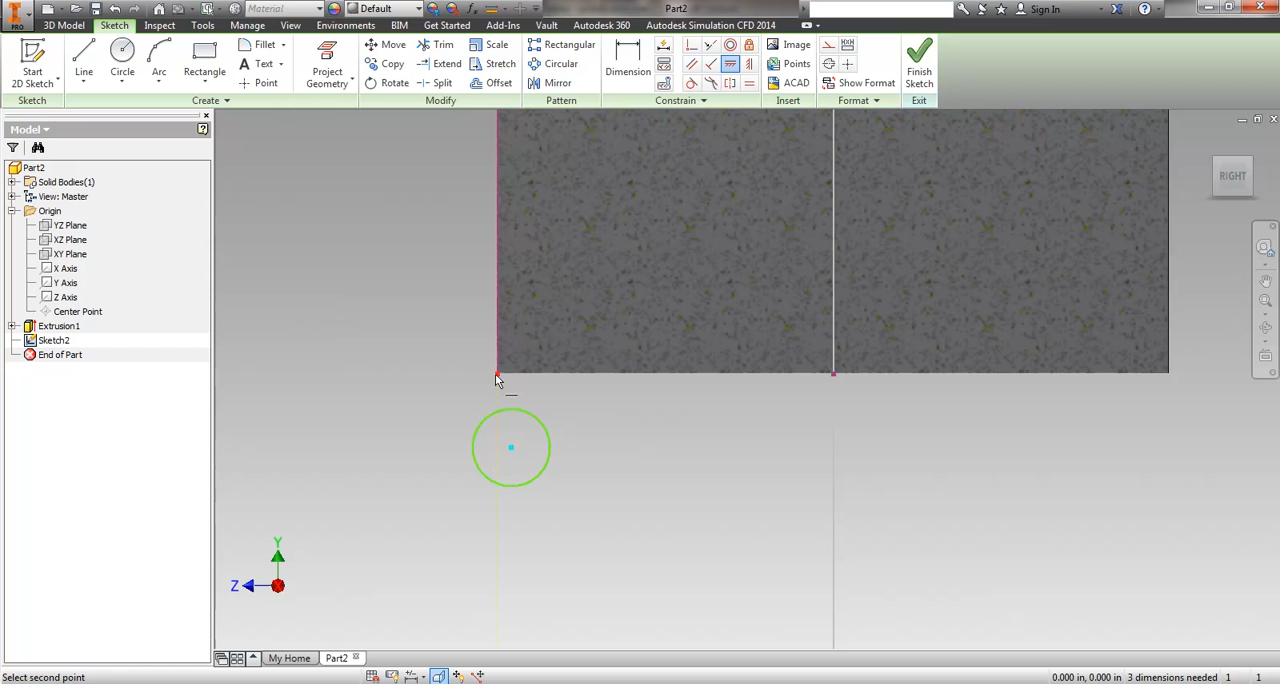 Material
Default
Part2
Sign In
PRO
3D Model
Sketch
Inspect
Tools
Manage
View
Environments
BIM
Get Started
Add-Ins
Vault
Autodesk 360
Autodesk Simulation CFD 2014
Start
2D Sketch
Line
Circle
Arc
Rectangle
Fillet
Text
Point
Project
Geometry
Move
Copy
Rotate
Trim
Extend
Split
Scale
Stretch
Offset
Rectangular
Circular
Mirror
Dimension
Image
Points
ACAD
Show Format
Finish
Sketch
Sketch
Create
Modify
Pattern
Constrain
Insert
Format
Exit
Model
Part2
Solid Bodies(1)
View: Master
Origin
YZ Plane
XZ Plane
XY Plane
X Axis
Y Axis
Z Axis
Center Point
Extrusion1
Sketch2
End of Part
RIGHT
Y
Z
My Home
Part2
Select second point
0.000 in, 0.000 in
3 dimensions needed
1
1